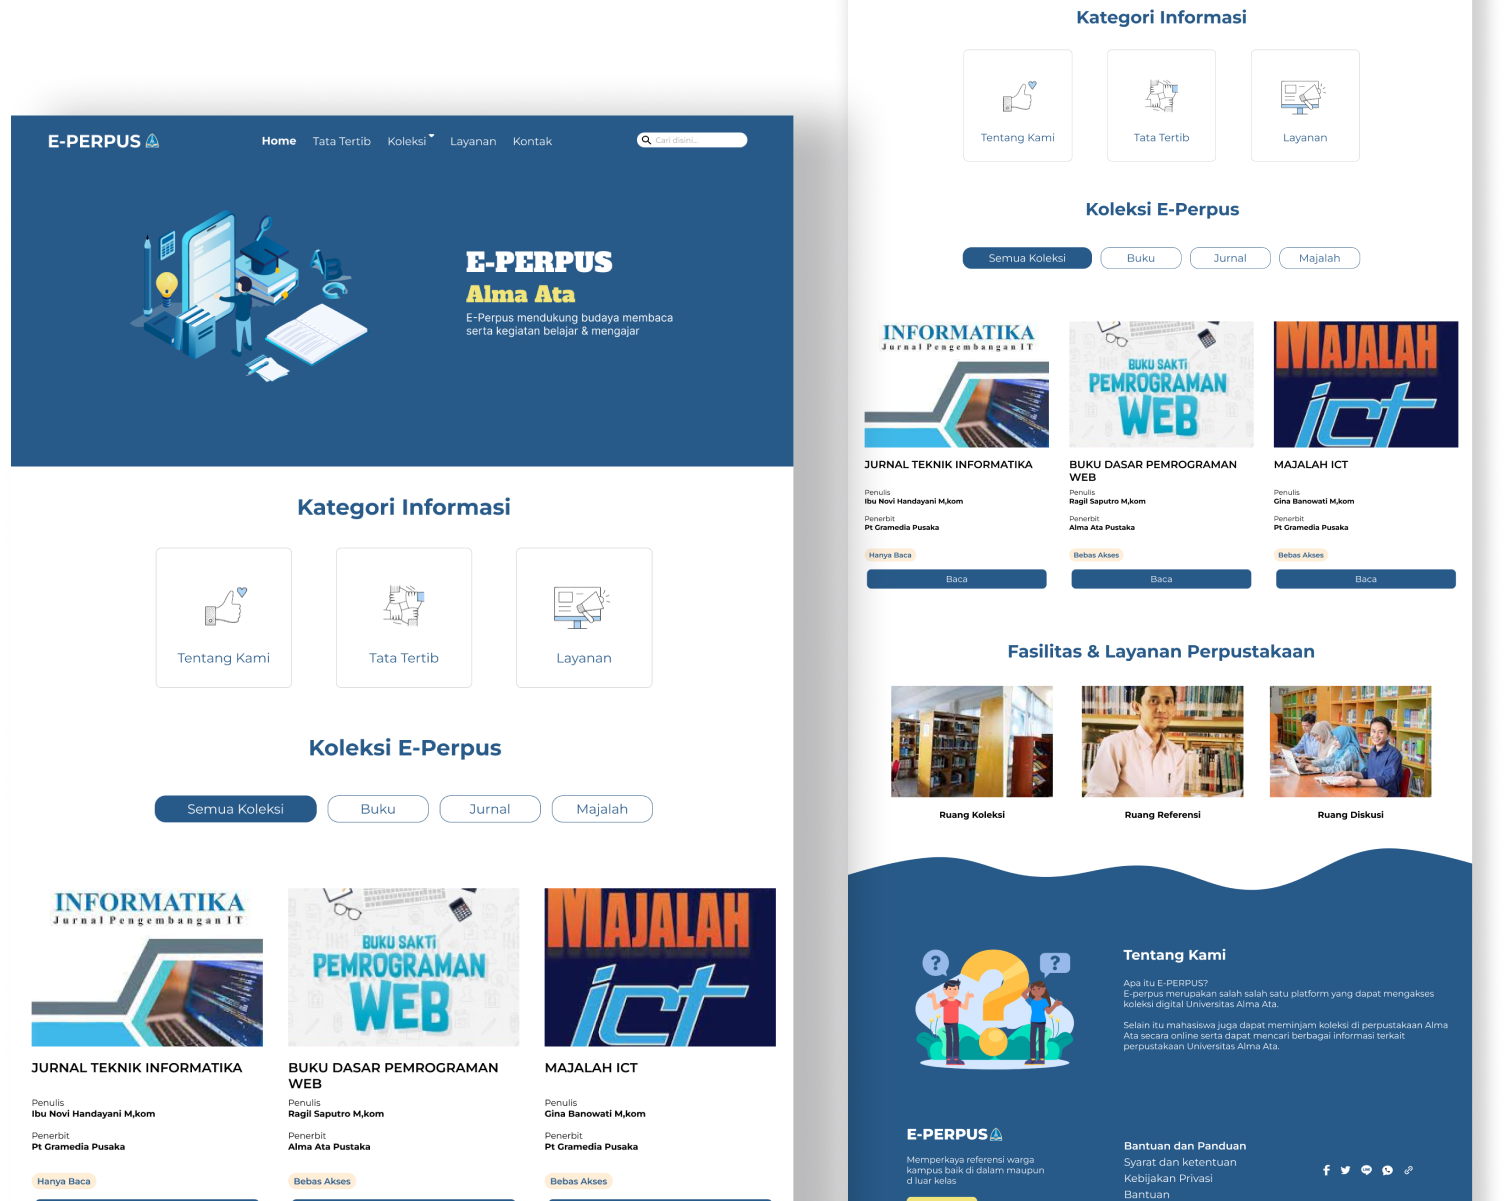 E-PERPUS
Home Tata Tertib Koleksi Layanan Kontak
Cari disini...
E-PERPUS
Alma Ata
E-Perpus mendukung budaya membaca
serta kegiatan belajar & mengajar
Kategori Informasi
Tentang Kami
Tata Tertib
Layanan
Koleksi E-Perpus
Semua Koleksi
Buku
Jurnal
Majalah
INFORMATIKA
Jurnal Pengembangan IT
BUKU SAKTI
PEMROGRAMAN
WEB
MAJALAH
ict
JURNAL TEKNIK INFORMATIKA
Penulis
Ibu Novi Handayani M,kom
Penerbit
Pt Gramedia Pusaka
Hanya Baca
BUKU DASAR PEMROGRAMAN
WEB
Penulis
Ragil Saputro M,kom
Penerbit
Alma Ata Pustaka
Bebas Akses
MAJALAH ICT
Penulis
Gina Banowati M,kom
Penerbit
Pt Gramedia Pusaka
Bebas Akses
Kategori Informasi
Tentang Kami
Tata Tertib
Layanan
Koleksi E-Perpus
Semua Koleksi
Buku
Jurnal
Majalah
INFORMATIKA
Jurnal Pengembangan IT
BUKU SAKTI
PEMROGRAMAN
WEB
MAJALAH
ict
JURNAL TEKNIK INFORMATIKA
Penulis
Ibu Novi Handayani M,kom
Penerbit
Pt Gramedia Pusaka
Hanya Baca
Baca
BUKU DASAR PEMROGRAMAN
WEB
Penulis
Ragil Saputro M,kom
Penerbit
Alma Ata Pustaka
Bebas Akses
Baca
MAJALAH ICT
Penulis
Gina Banowati M,kom
Penerbit
Pt Gramedia Pusaka
Bebas Akses
Baca
Fasilitas & Layanan Perpustakaan
Ruang Koleksi
Ruang Referensi
Ruang Diskusi
? ? ?
Tentang Kami
Apa itu E-PERPUS?
E-perpus merupakan salah salah satu platform yang dapat mengakses
koleksi digital Universitas Alma Ata.
Selain itu mahasiswa juga dapat meminjam koleksi di perpustakaan Alma
Ata secara online serta dapat mencari berbagai informasi terkait
perpustakaan Universitas Alma Ata.
E-PERPUS
Memperkaya referensi warga
kampus baik di dalam maupun
d luar kelas
Bantuan dan Panduan
Syarat dan ketentuan
Kebijakan Privasi
Bantuan